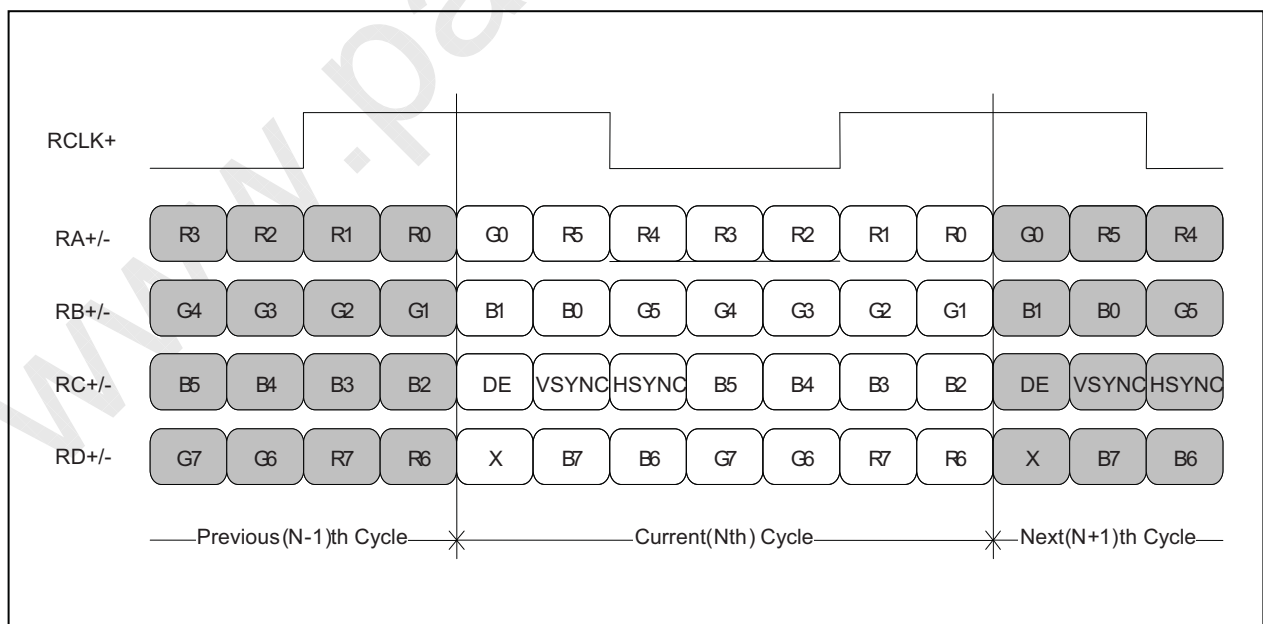 www.pa
RCLK+
RA+/- R3 R2 R1 R0 G0 R5 R4 R3 R2 R1 R0 G0 R5 R4
RB+/- G4 G3 G2 G1 B1 B0 G5 G4 G3 G2 G1 B1 B0 G5
RC+/- B5 B4 B3 B2 DE VSYNC HSYNC B5 B4 B3 B2 DE VSYNC HSYNC
RD+/- G7 G6 R7 R6 X B7 B6 G7 G6 R7 R6 X B7 B6
Previous(N-1)th Cycle Current(Nth) Cycle Next(N+1)th Cycle